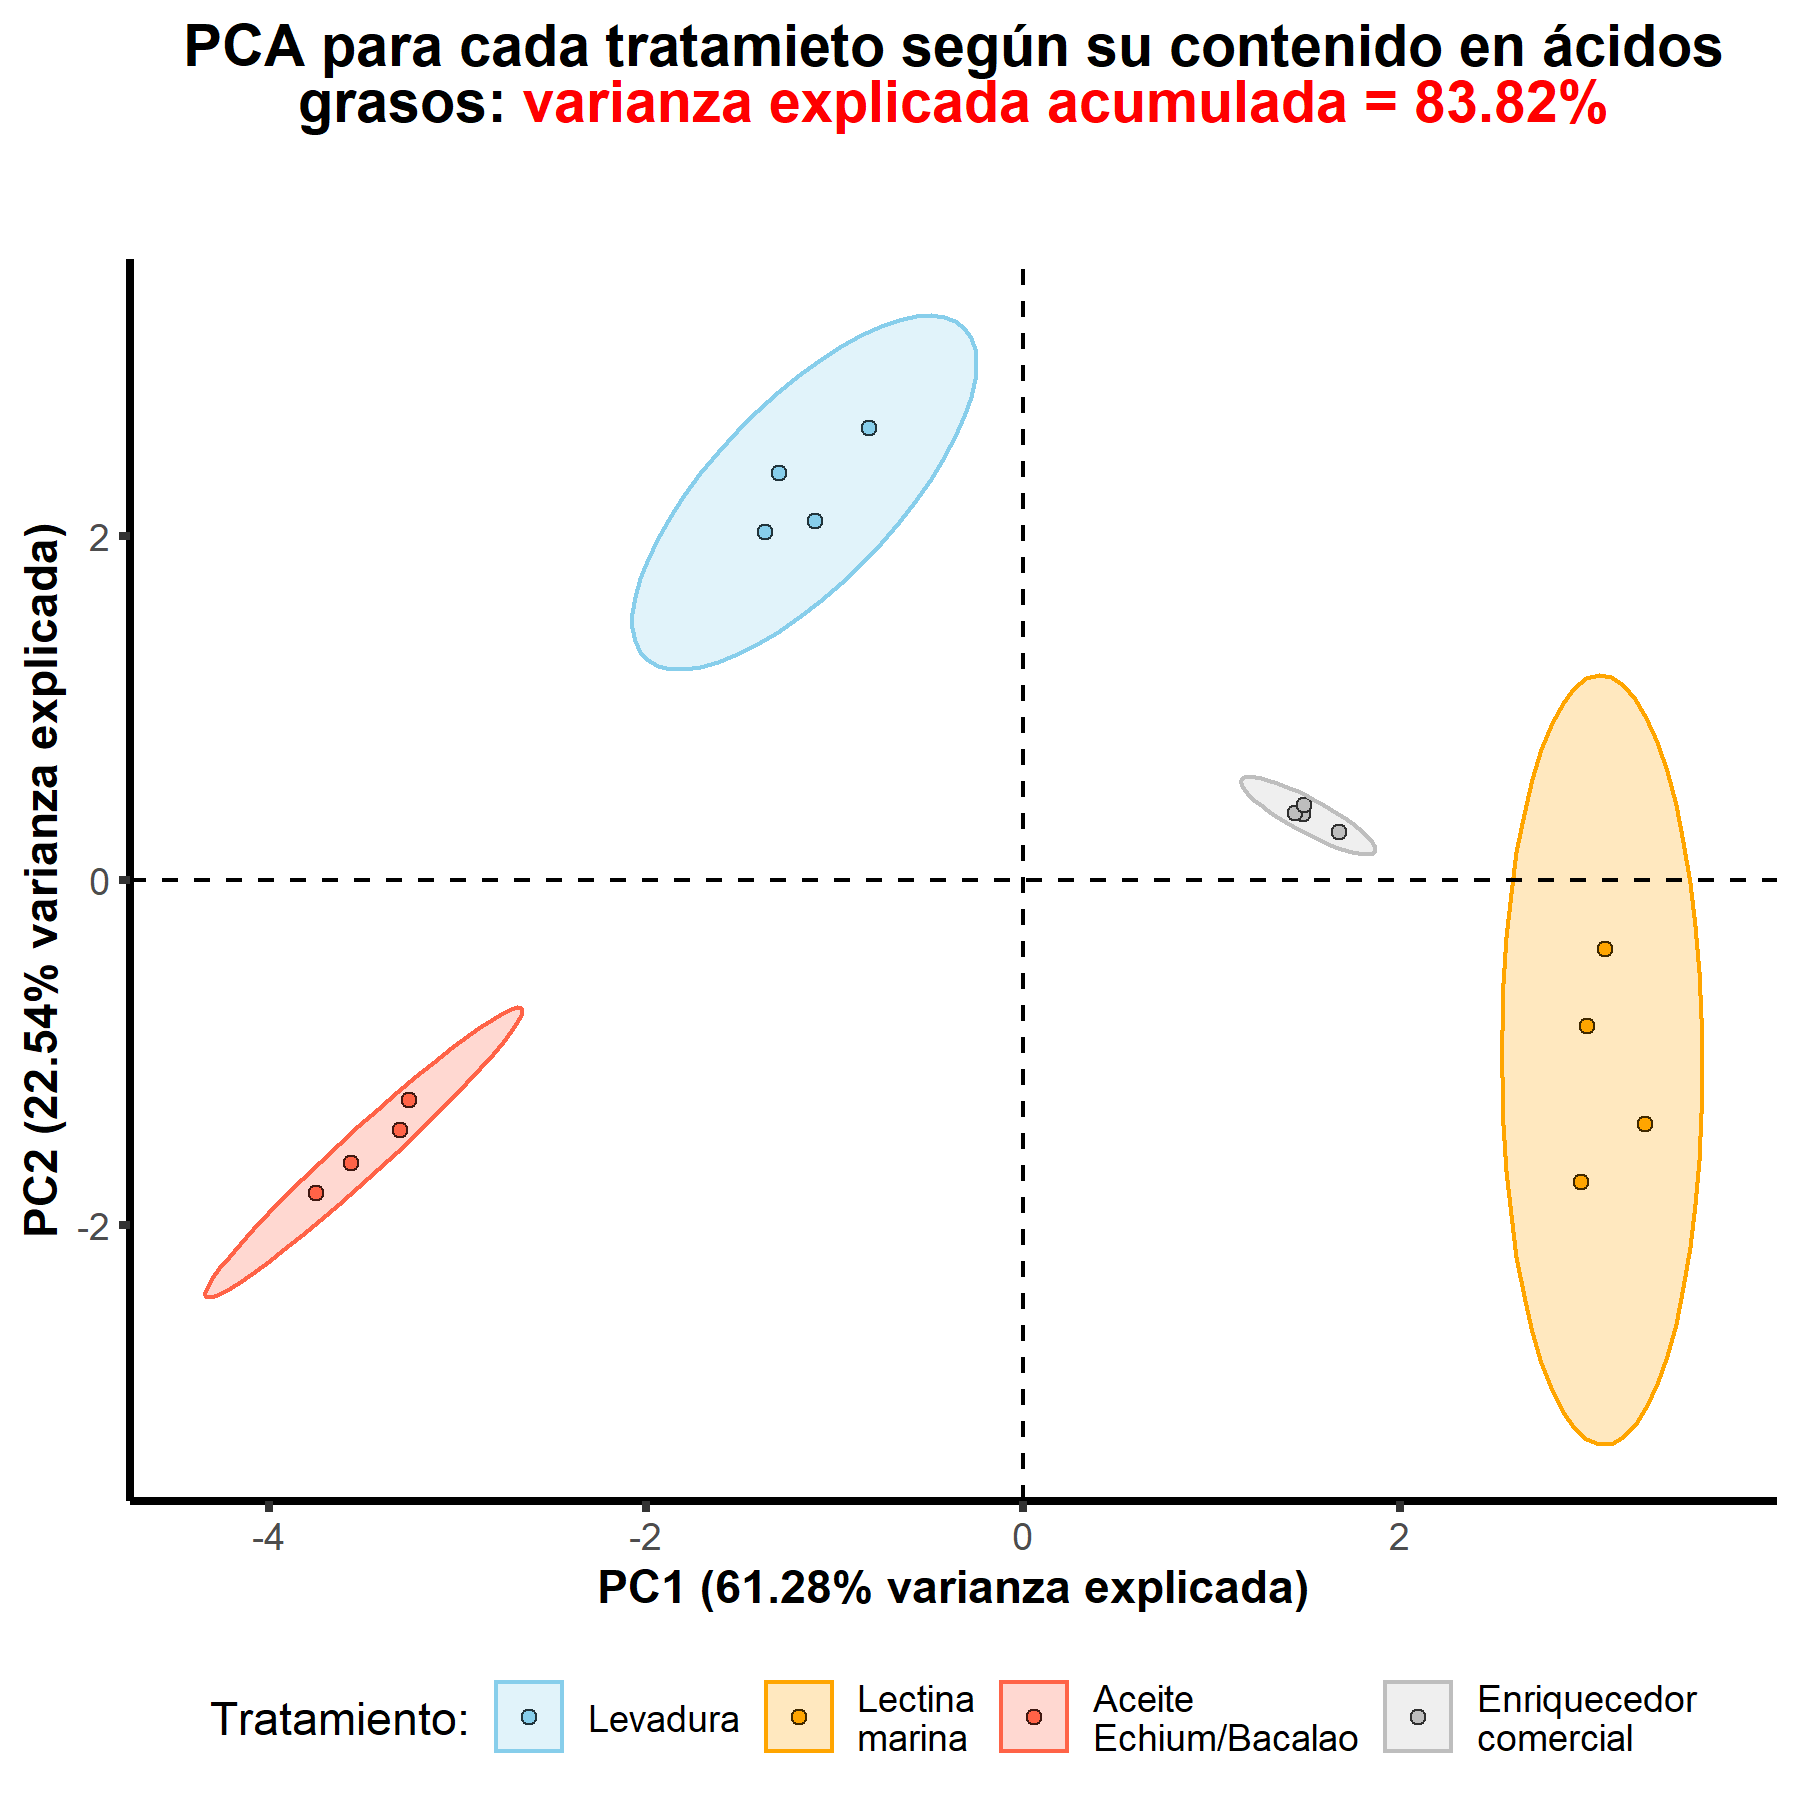 PCA para cada tratamieto según su contenido en ácidos
grasos: varianza explicada acumulada = 83.82%
PC2 (22.54% varianza explicada)
2
0
-2
-4
-2
0
2
PC1 (61.28% varianza explicada)
Tratamiento:
Levadura
Lectina
marina
Aceite
Echium/Bacalao
Enriquecedor
comercial